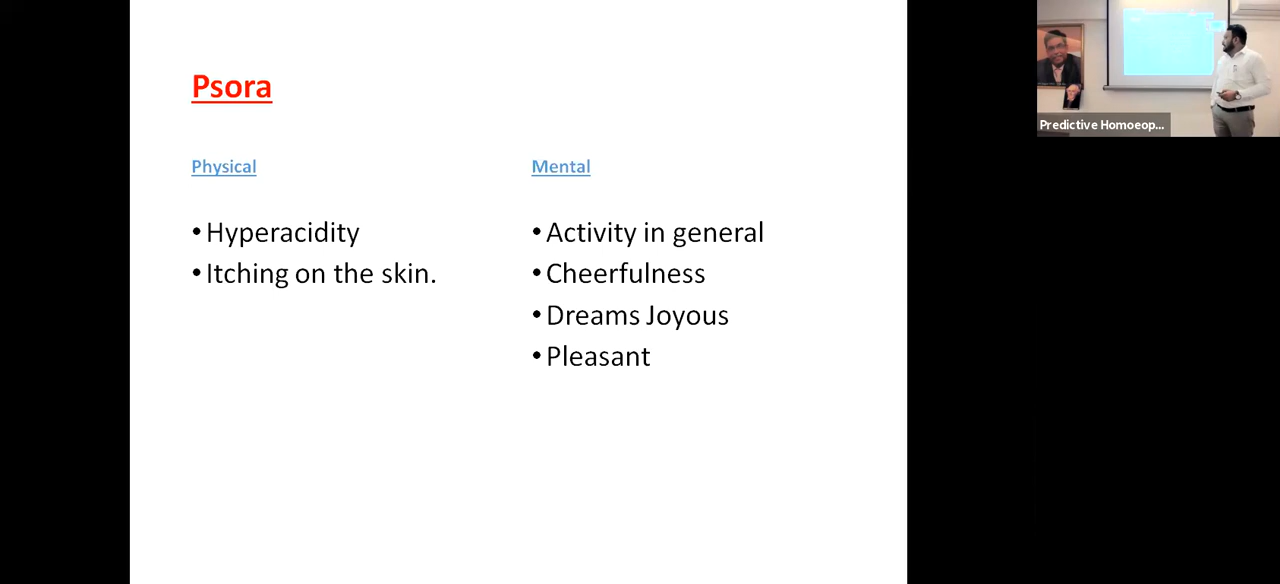 Psora
Physical
• Hyperacidity
• Itching on the skin.
Mental
• Activity in general
• Cheerfulness
• Dreams Joyous
• Pleasant
Predictive Homoeop...